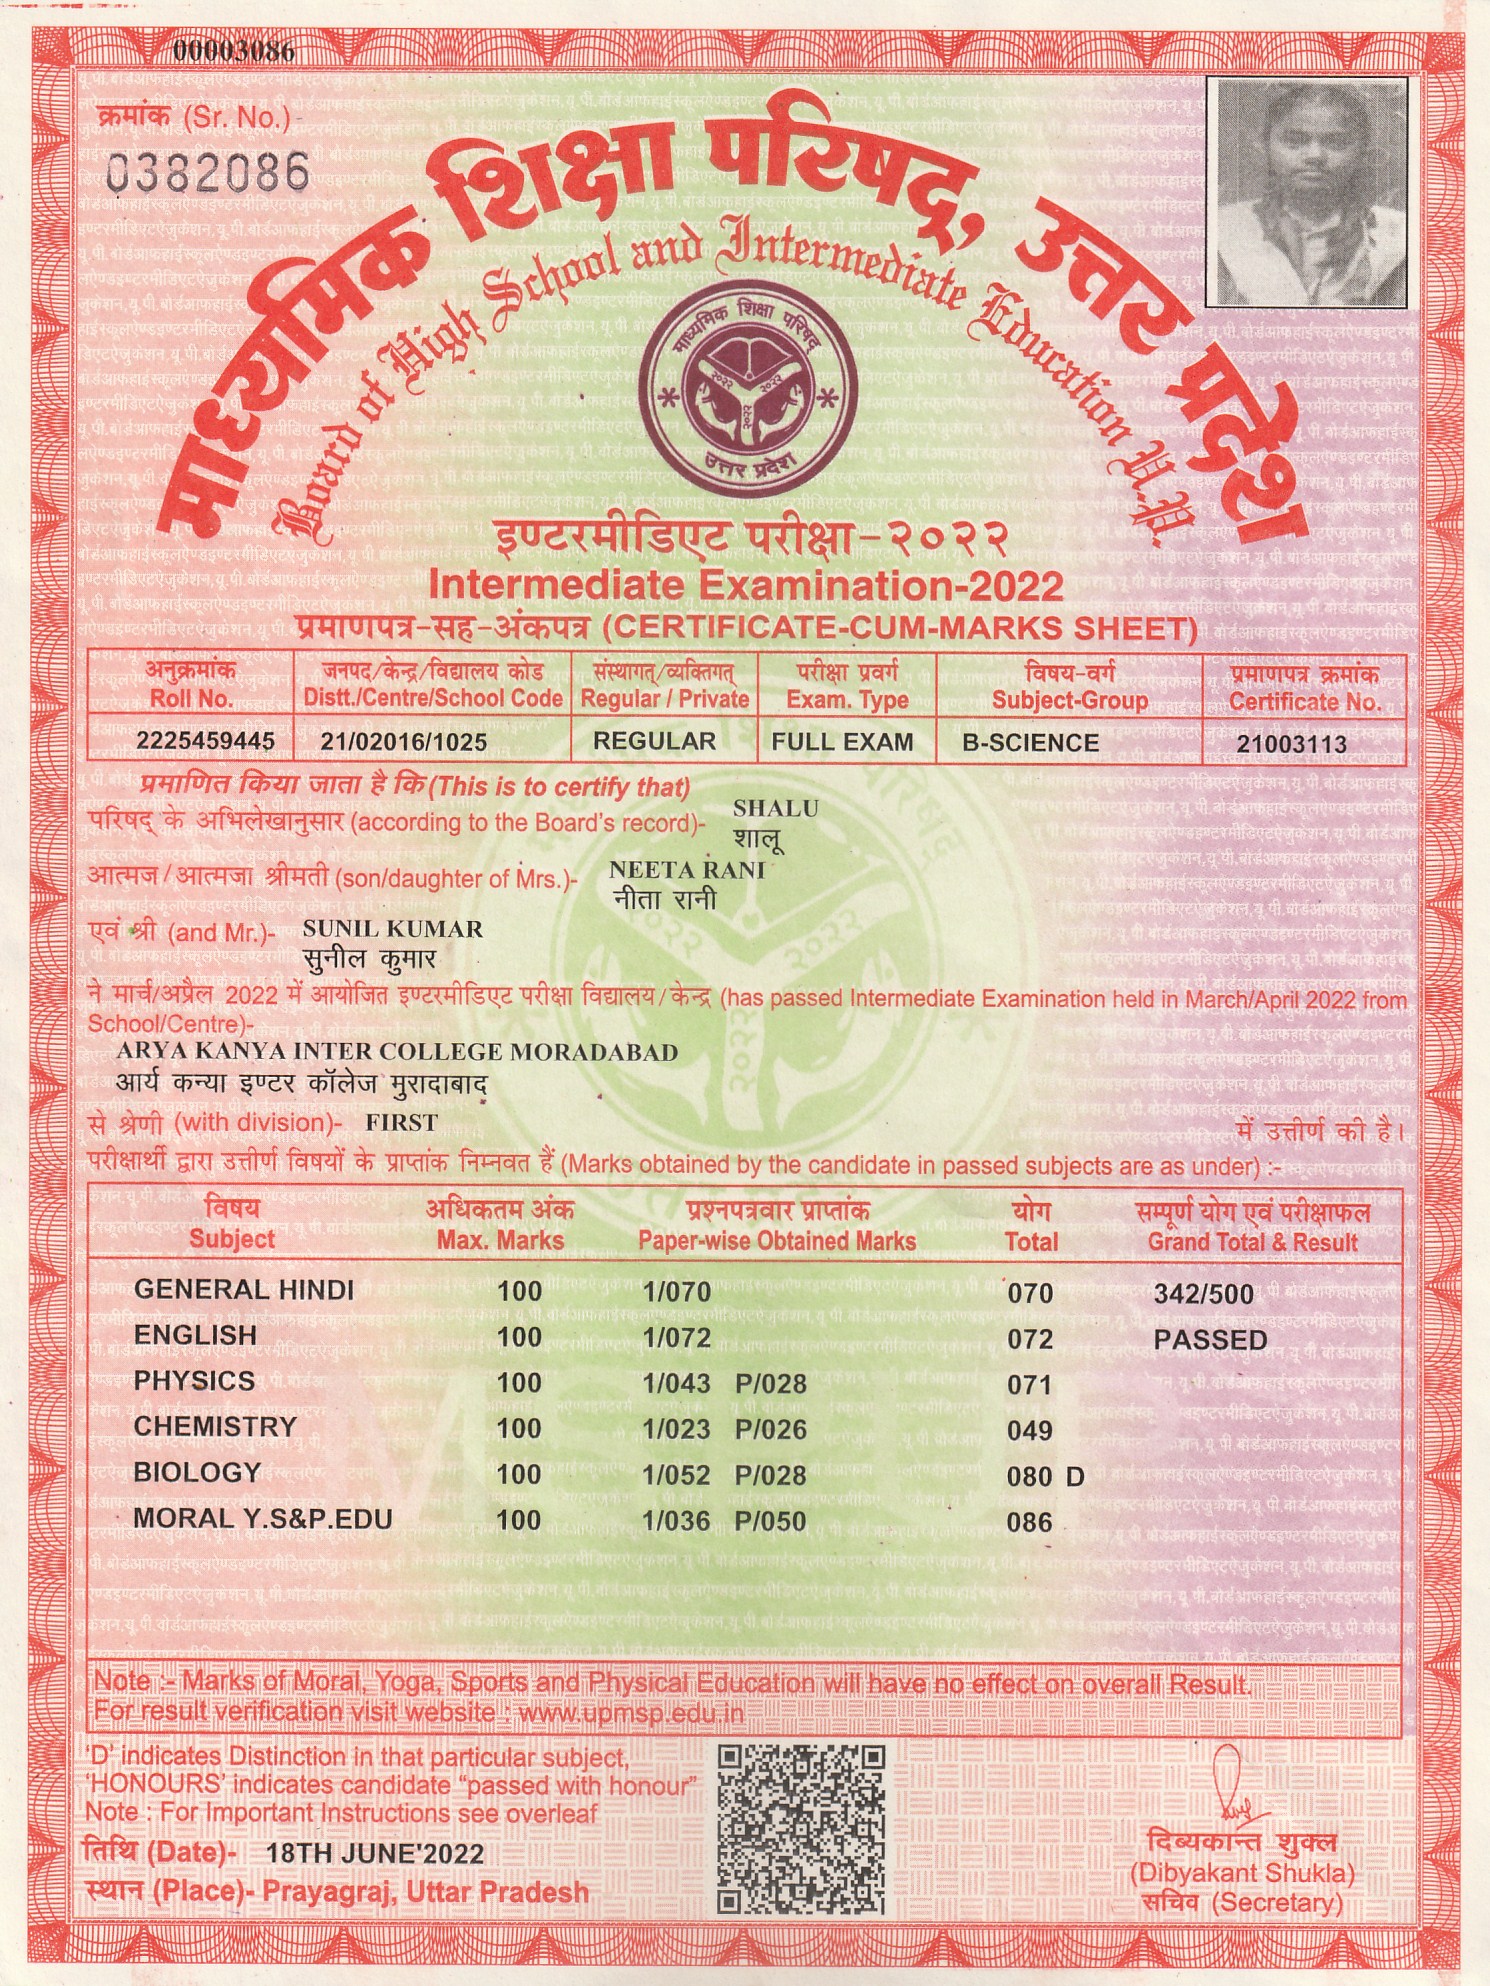 00003086
क्रमांक (Sr. No.)
0382086
माध्यमिक शिक्षा परिषद्, उत्तर प्रदेश
Board of High School and Intermediate Education U.P.
माध्यमिक शिक्षा परिषद्
२०२२ २०२२
२०२२
उत्तर प्रदेश
इण्टरमीडिएट परीक्षा-२०२२
Intermediate Examination-2022
प्रमाणपत्र-सह-अंकपत्र (CERTIFICATE-CUM-MARKS SHEET)
अनुक्रमांक जनपद/केन्द्र/विद्यालय कोड संस्थागत्/व्यक्तिगत् परीक्षा प्रवर्ग विषय-वर्ग प्रमाणपत्र क्रमांक
Roll No. Distt./Centre/School Code Regular / Private Exam. Type Subject-Group Certificate No.
2225459445 21/02016/1025 REGULAR FULL EXAM B-SCIENCE 21003113
प्रमाणित किया जाता है कि (This is to certify that)
SHALU
परिषद् के अभिलेखानुसार (according to the Board's record)-
शालू
NEETA RANI
आत्मज/आत्मजा श्रीमती (son/daughter of Mrs.)-
नीता रानी
एवं श्री (and Mr.)- SUNIL KUMAR
सुनील कुमार
ने मार्च/अप्रैल 2022 में आयोजित इण्टरमीडिएट परीक्षा विद्यालय/केन्द्र (has passed Intermediate Examination held in March/April 2022 from
School/Centre)-
ARYA KANYA INTER COLLEGE MORADABAD
आर्य कन्या इण्टर कॉलेज मुरादाबाद
से श्रेणी (with division)- FIRST में उत्तीर्ण की है।
परीक्षार्थी द्वारा उत्तीर्ण विषयों के प्राप्तांक निम्नवत हैं (Marks obtained by the candidate in passed subjects are as under) :-
विषय अधिकतम अंक प्रश्नपत्रवार प्राप्तांक योग सम्पूर्ण योग एवं परीक्षाफल
Subject Max. Marks Paper-wise Obtained Marks Total Grand Total & Result
GENERAL HINDI 100 1/070 070 342/500
ENGLISH 100 1/072 072 PASSED
PHYSICS 100 1/043 P/028 071
CHEMISTRY 100 1/023 P/026 049
BIOLOGY 100 1/052 P/028 080 D
MORAL Y.S&P.EDU 100 1/036 P/050 086
Note :- Marks of Moral, Yoga, Sports and Physical Education will have no effect on overall Result.
For result verification visit website : www.upmsp.edu.in
'D' indicates Distinction in that particular subject,
'HONOURS' indicates candidate "passed with honour"
Note : For Important Instructions see overleaf
तिथि (Date)- 18TH JUNE'2022
स्थान (Place)- Prayagraj, Uttar Pradesh
दिब्यकान्त शुक्ल
(Dibyakant Shukla)
सचिव (Secretary)